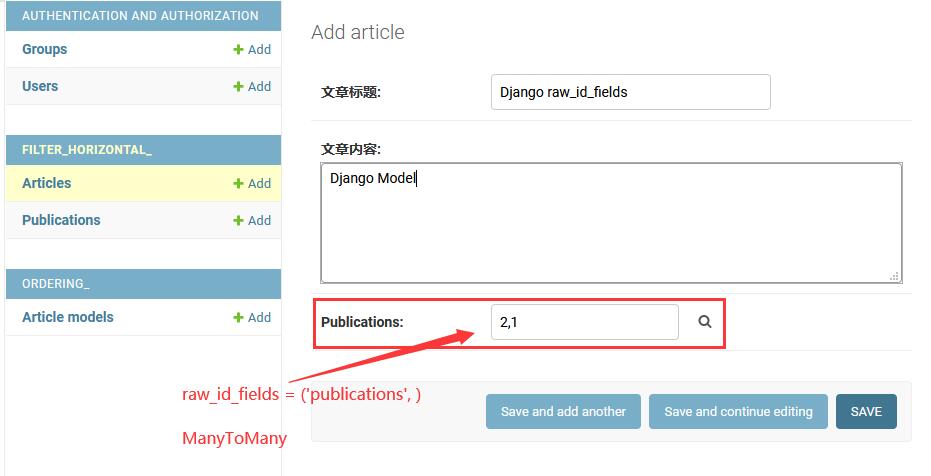 AUTHENTICATION AND AUTHORIZATION
Groups + Add
Users + Add
FILTER_HORIZONTAL_
Articles + Add
Publications + Add
ORDERING_
Article models + Add
Add article
文章标题: Django raw_id_fields
文章内容:
Django Model
Publications: 2,1
raw_id_fields = ('publications', )
ManyToMany
Save and add another Save and continue editing SAVE